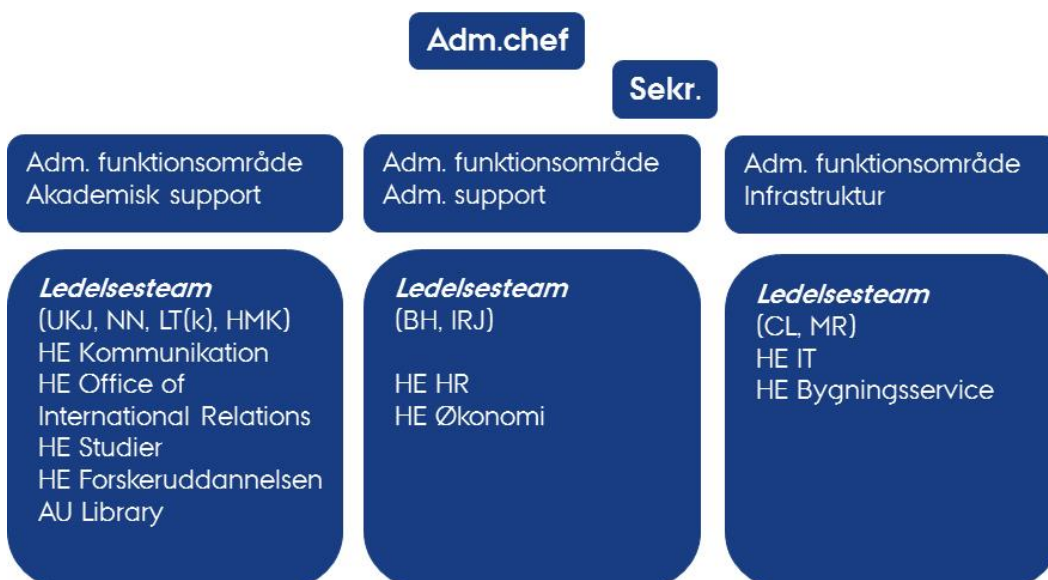 Adm.chef
Sekr.
Adm. funktionsområde
Akademisk support
Ledelsesteam
(UKJ, NN, LT(k), HMK)
HE Kommunikation
HE Office of
International Relations
HE Studier
HE Forskeruddannelsen
AU Library
Adm. funktionsområde
Adm. support
Ledelsesteam
(BH, IRJ)
HE HR
HE Økonomi
Adm. funktionsområde
Infrastruktur
Ledelsesteam
(CL, MR)
HE IT
HE Bygningsservice